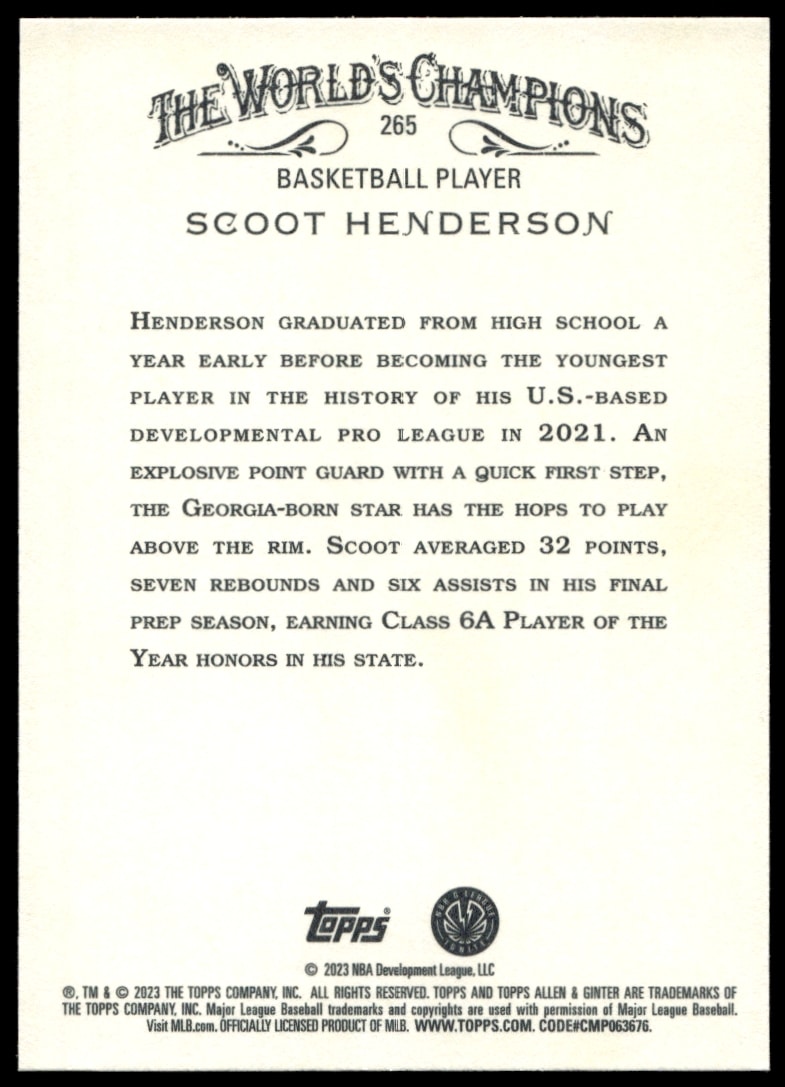 THE WORLD'S CHAMPIONS
265
BASKETBALL PLAYER
SCOOT HENDERSON
HENDERSON GRADUATED FROM HIGH SCHOOL A
YEAR EARLY BEFORE BECOMING THE YOUNGEST
PLAYER IN THE HISTORY OF HIS U.S.-BASED
DEVELOPMENTAL PRO LEAGUE IN 2021. AN
EXPLOSIVE POINT GUARD WITH A QUICK FIRST STEP,
THE GEORGIA-BORN STAR HAS THE HOPS TO PLAY
ABOVE THE RIM. SCOOT AVERAGED 32 POINTS,
SEVEN REBOUNDS AND SIX ASSISTS IN HIS FINAL
PREP SEASON, EARNING CLASS 6A PLAYER OF THE
YEAR HONORS IN HIS STATE.
Topps®
NBA G LEAGUE IGNITE
© 2023 NBA Development League, LLC
®, TM & © 2023 THE TOPPS COMPANY, INC. ALL RIGHTS RESERVED. TOPPS AND TOPPS ALLEN & GINTER ARE TRADEMARKS OF
THE TOPPS COMPANY, INC. Major League Baseball trademarks and copyrights are used with permission of Major League Baseball.
Visit MLB.com. OFFICIALLY LICENSED PRODUCT OF MLB. WWW.TOPPS.COM. CODE#CMP063676.